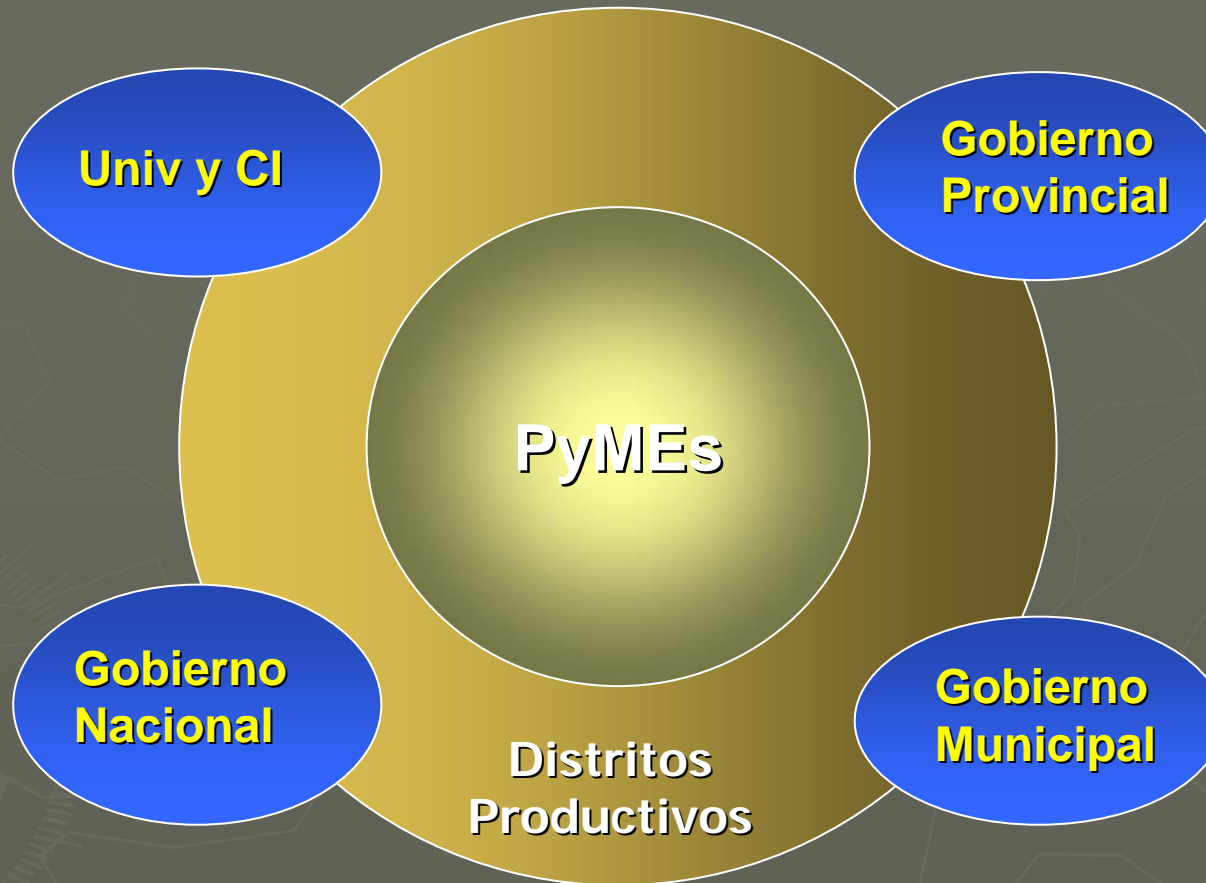 Univ y CI
Gobierno
Provincial
PyMEs
Gobierno
Nacional
Gobierno
Municipal
Distritos
Productivos